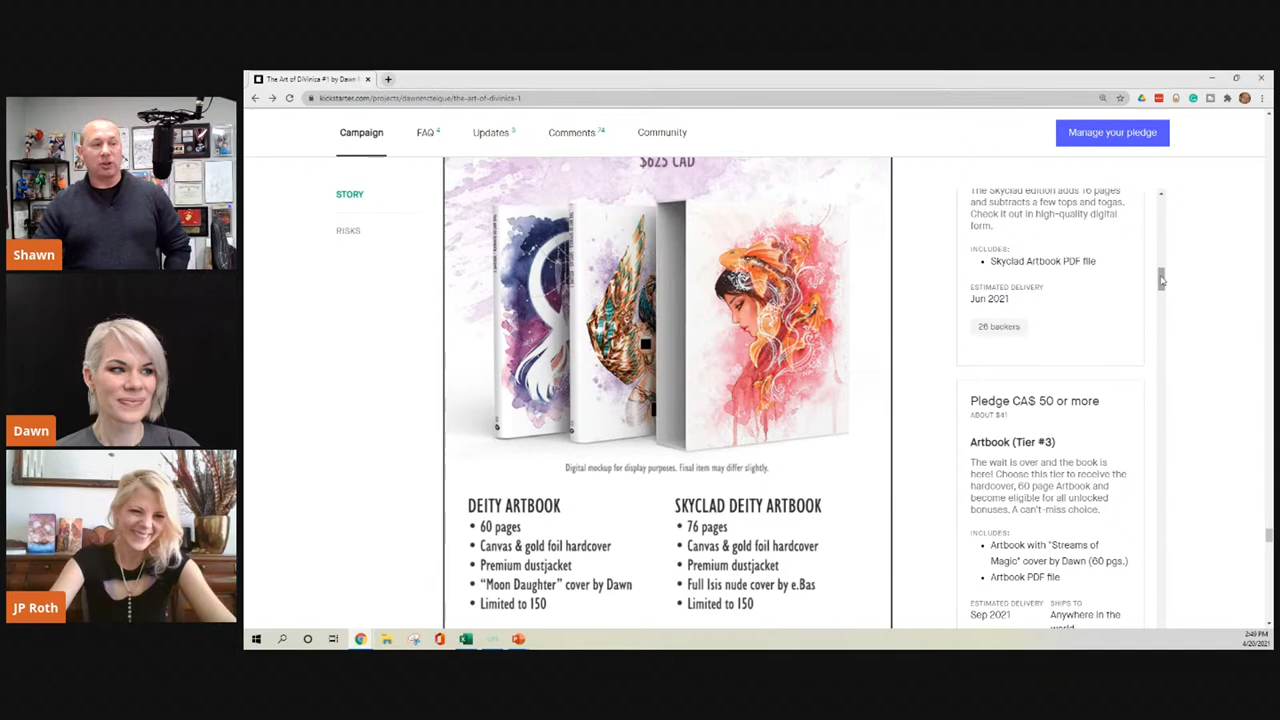 The Art of DiVinica #1 by Dawn
kickstarter.com/projects/dawnmcteigue/the-art-of-divinica-1
Campaign
FAQ 4
Updates 3
Comments 74
Community
Manage your pledge
STORY
RISKS
$625 CAD
Digital mockup for display purposes. Final item may differ slightly.
DEITY ARTBOOK
• 60 pages
• Canvas & gold foil hardcover
• Premium dustjacket
• “Moon Daughter” cover by Dawn
• Limited to 150
SKYCLAD DEITY ARTBOOK
• 76 pages
• Canvas & gold foil hardcover
• Premium dustjacket
• Full Isis nude cover by e.Bas
• Limited to 150
The Skyclad edition adds 16 pages
and subtracts a few tops and togas.
Check it out in high-quality digital
form.
INCLUDES:
• Skyclad Artbook PDF file
ESTIMATED DELIVERY
Jun 2021
26 backers
Pledge CA$ 50 or more
ABOUT $41
Artbook (Tier #3)
The wait is over and the book is
here! Choose this tier to receive the
hardcover, 60 page Artbook and
become eligible for all unlocked
bonuses. A can't-miss choice.
INCLUDES:
• Artbook with "Streams of
Magic" cover by Dawn (60 pgs.)
• Artbook PDF file
ESTIMATED DELIVERY
Sep 2021
SHIPS TO
Anywhere in the
world
Shawn
Dawn
JP Roth
2:49 PM
4/20/2021